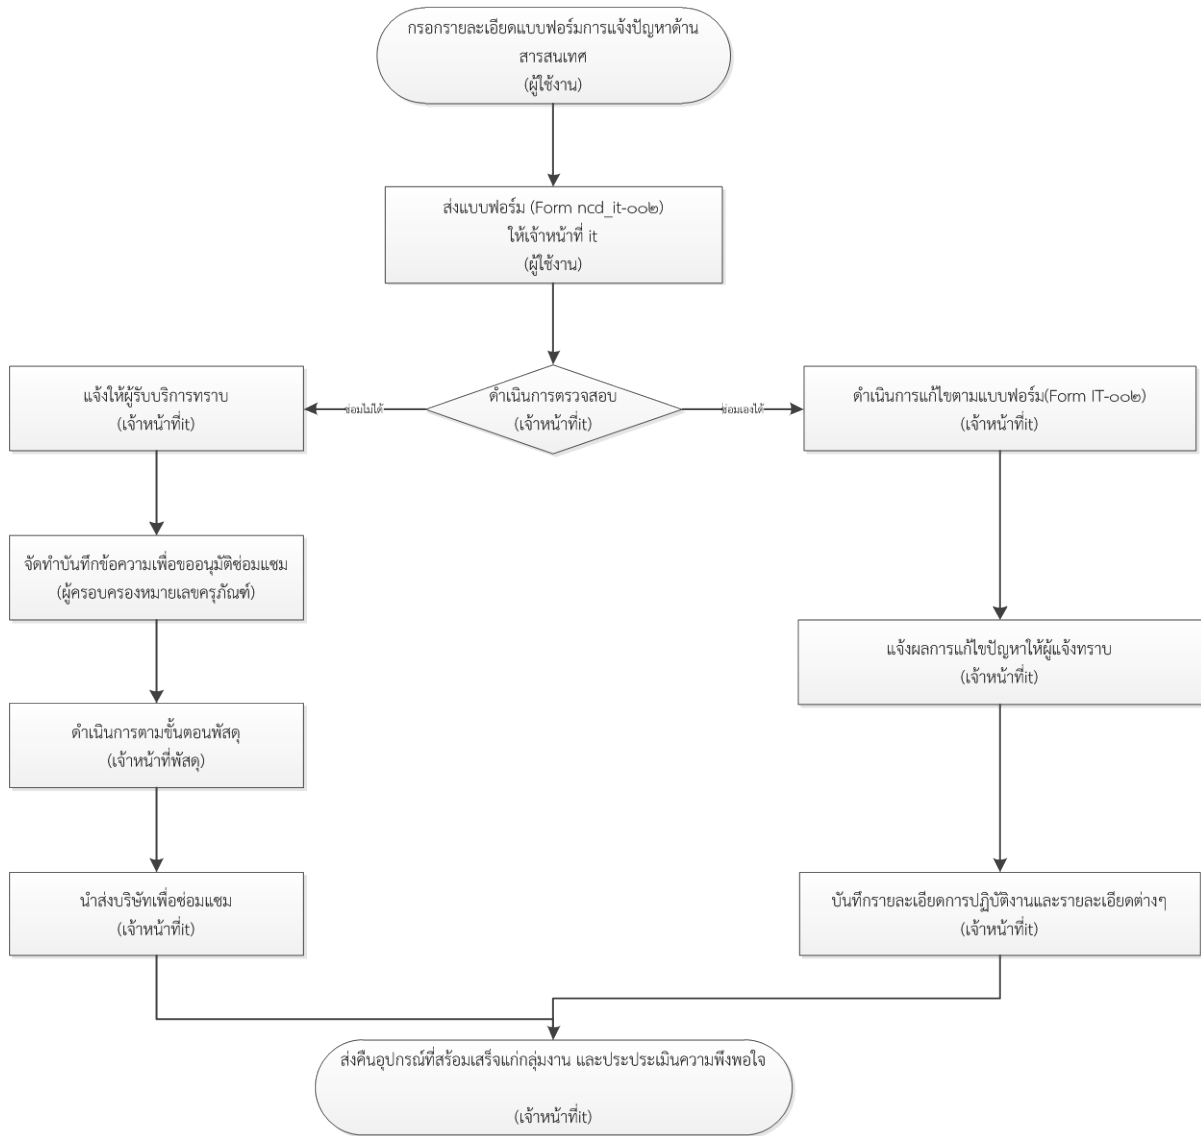 กรอกรายละเอียดแบบฟอร์มการแจ้งปัญหาด้าน
สารสนเทศ
(ผู้ใช้งาน)
ส่งแบบฟอร์ม (Form ncd_it-๐๐๒)
ให้เจ้าหน้าที่ it
(ผู้ใช้งาน)
ดำเนินการตรวจสอบ
(เจ้าหน้าที่it)
ซ่อมไม่ได้
ซ่อมเองได้
แจ้งให้ผู้รับบริการทราบ
(เจ้าหน้าที่it)
จัดทำบันทึกข้อความเพื่อขออนุมัติซ่อมแซม
(ผู้ครอบครองหมายเลขครุภัณฑ์)
ดำเนินการตามขั้นตอนพัสดุ
(เจ้าหน้าที่พัสดุ)
นำส่งบริษัทเพื่อซ่อมแซม
(เจ้าหน้าที่it)
ดำเนินการแก้ไขตามแบบฟอร์ม(Form IT-๐๐๒)
(เจ้าหน้าที่it)
แจ้งผลการแก้ไขปัญหาให้ผู้แจ้งทราบ
(เจ้าหน้าที่it)
บันทึกรายละเอียดการปฏิบัติงานและรายละเอียดต่างๆ
(เจ้าหน้าที่it)
ส่งคืนอุปกรณ์ที่สร้อมเสร็จแก่กลุ่มงาน และประประเมินความพึงพอใจ
(เจ้าหน้าที่it)